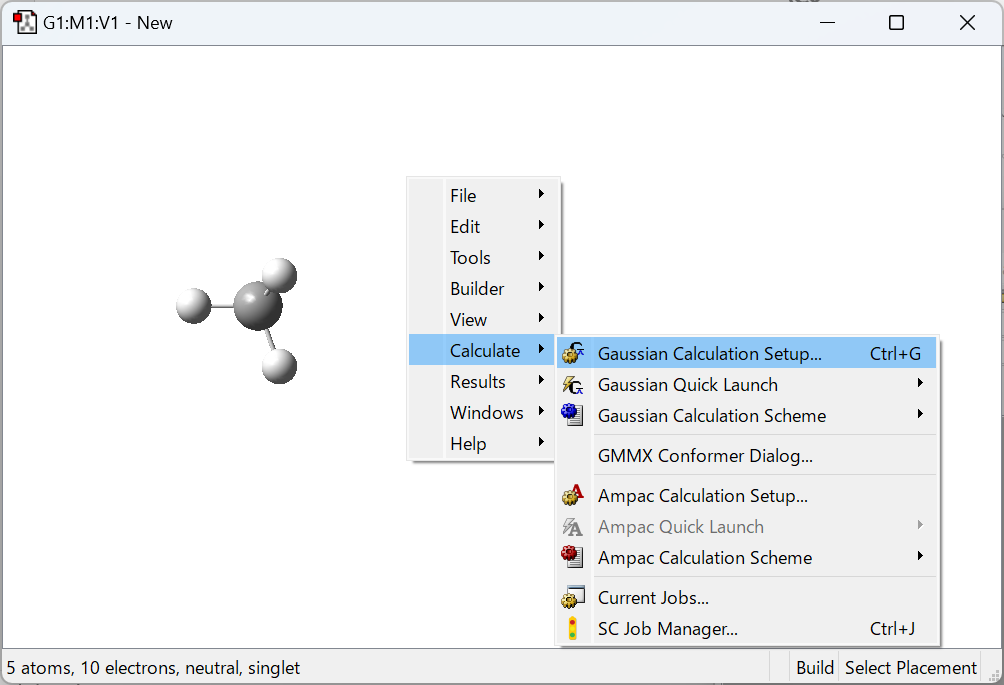 G1:M1:V1 - New
File
Edit
Tools
Builder
View
Calculate
Results
Windows
Help
Gaussian Calculation Setup... Ctrl+G
Gaussian Quick Launch
Gaussian Calculation Scheme
GMMX Conformer Dialog...
Ampac Calculation Setup...
Ampac Quick Launch
Ampac Calculation Scheme
Current Jobs...
SC Job Manager... Ctrl+J
5 atoms, 10 electrons, neutral, singlet Build Select Placement